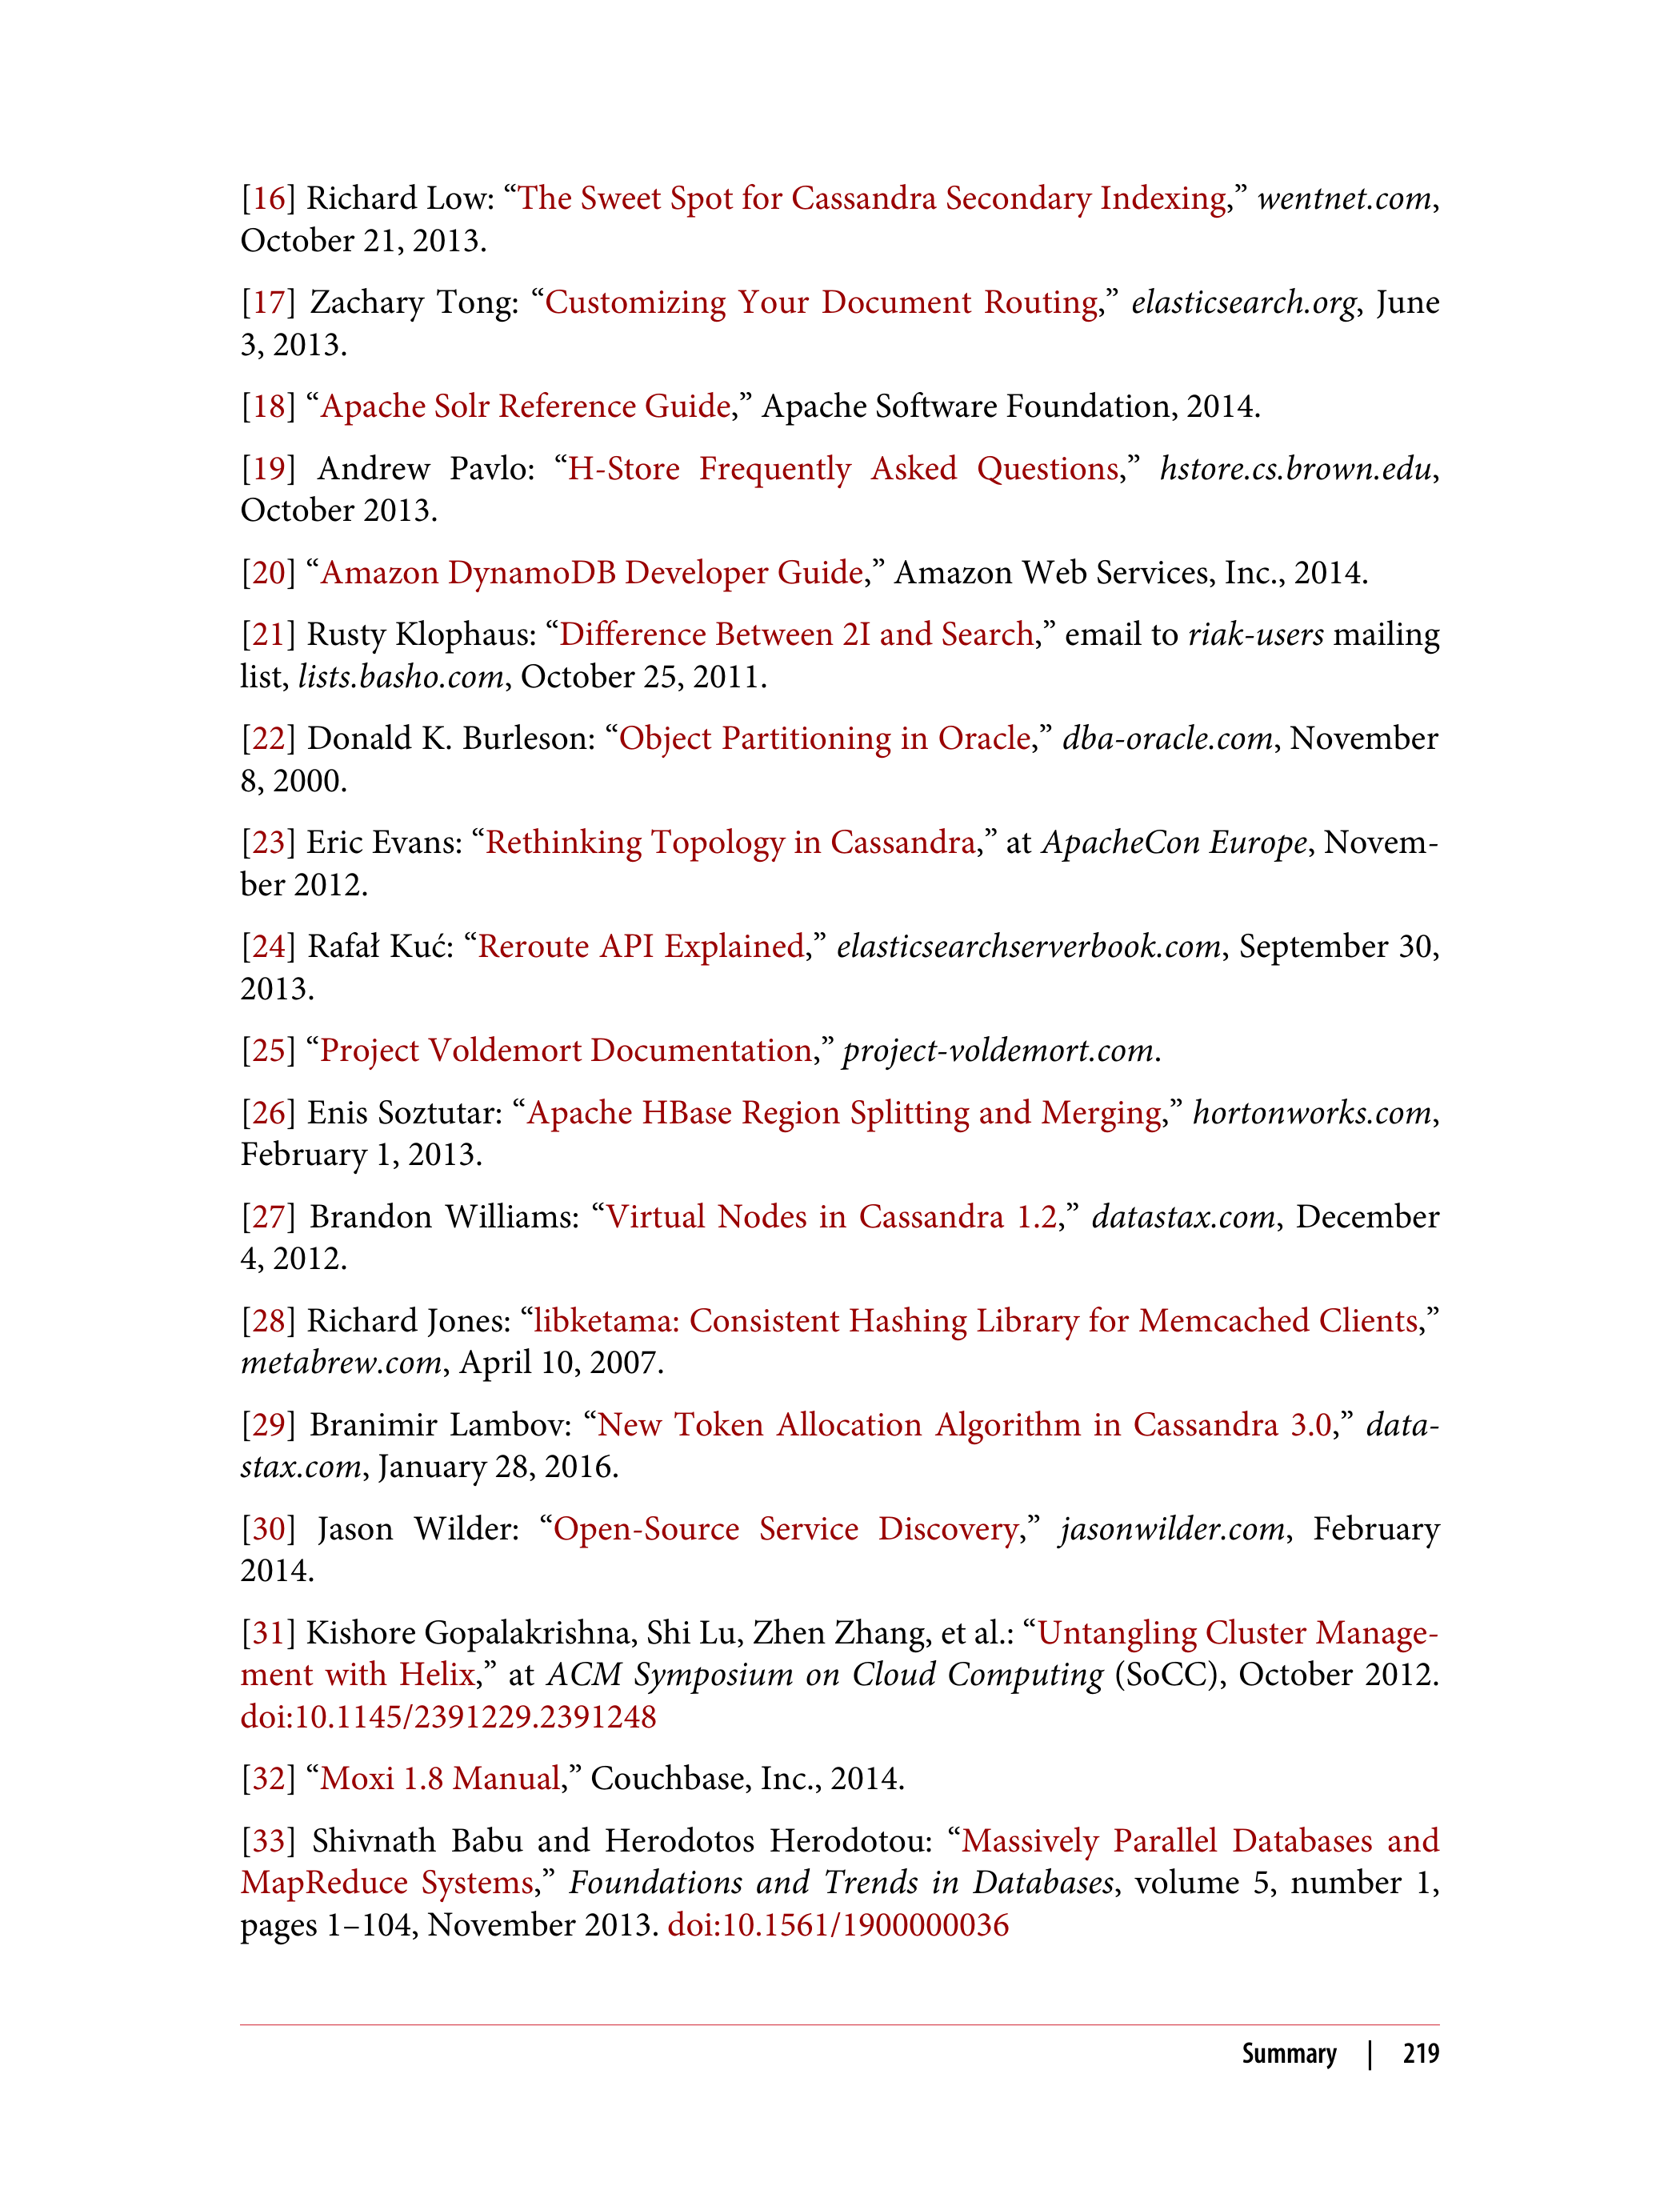 [16] Richard Low: “The Sweet Spot for Cassandra Secondary Indexing,” wentnet.com,
October 21, 2013.
[17] Zachary Tong: “Customizing Your Document Routing,” elasticsearch.org, June
3, 2013.
[18] “Apache Solr Reference Guide,” Apache Software Foundation, 2014.
[19] Andrew Pavlo: “H-Store Frequently Asked Questions,” hstore.cs.brown.edu,
October 2013.
[20] “Amazon DynamoDB Developer Guide,” Amazon Web Services, Inc., 2014.
[21] Rusty Klophaus: “Difference Between 2I and Search,” email to riak-users mailing
list, lists.basho.com, October 25, 2011.
[22] Donald K. Burleson: “Object Partitioning in Oracle,” dba-oracle.com, November
8, 2000.
[23] Eric Evans: “Rethinking Topology in Cassandra,” at ApacheCon Europe, Novem-
ber 2012.
[24] Rafał Kuć: “Reroute API Explained,” elasticsearchserverbook.com, September 30,
2013.
[25] “Project Voldemort Documentation,” project-voldemort.com.
[26] Enis Soztutar: “Apache HBase Region Splitting and Merging,” hortonworks.com,
February 1, 2013.
[27] Brandon Williams: “Virtual Nodes in Cassandra 1.2,” datastax.com, December
4, 2012.
[28] Richard Jones: “libketama: Consistent Hashing Library for Memcached Clients,”
metabrew.com, April 10, 2007.
[29] Branimir Lambov: “New Token Allocation Algorithm in Cassandra 3.0,” data-
stax.com, January 28, 2016.
[30] Jason Wilder: “Open-Source Service Discovery,” jasonwilder.com, February
2014.
[31] Kishore Gopalakrishna, Shi Lu, Zhen Zhang, et al.: “Untangling Cluster Manage-
ment with Helix,” at ACM Symposium on Cloud Computing (SoCC), October 2012.
doi:10.1145/2391229.2391248
[32] “Moxi 1.8 Manual,” Couchbase, Inc., 2014.
[33] Shivnath Babu and Herodotos Herodotou: “Massively Parallel Databases and
MapReduce Systems,” Foundations and Trends in Databases, volume 5, number 1,
pages 1–104, November 2013. doi:10.1561/1900000036
Summary | 219